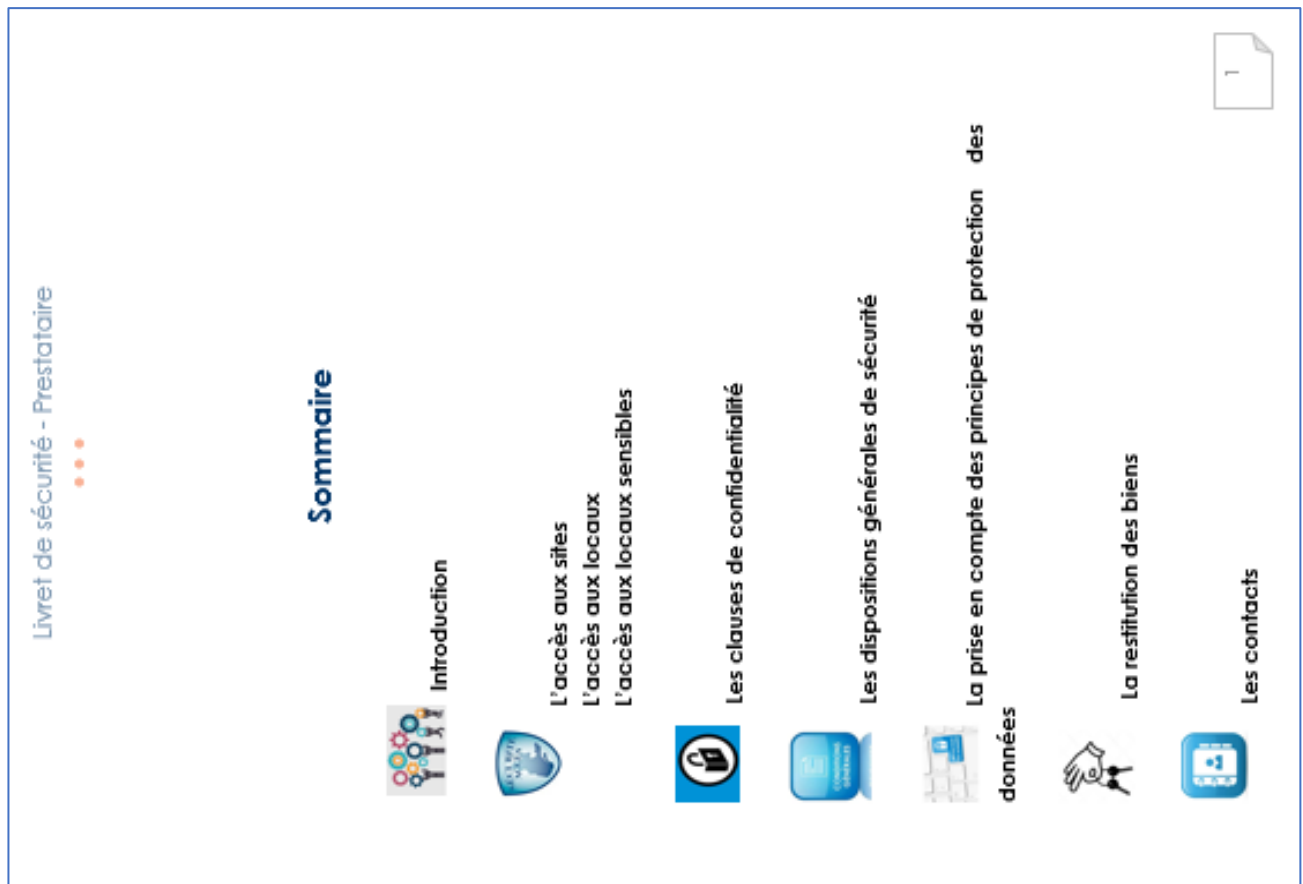 Livret de sécurité - Prestataire
Sommaire
Introduction
L'accès aux sites
L'accès aux locaux
L'accès aux locaux sensibles
Les clauses de confidentialité
Les dispositions générales de sécurité
CONDITIONS
GÉNÉRALES
La prise en compte des principes de protection des
données
La restitution des biens
Les contacts
1